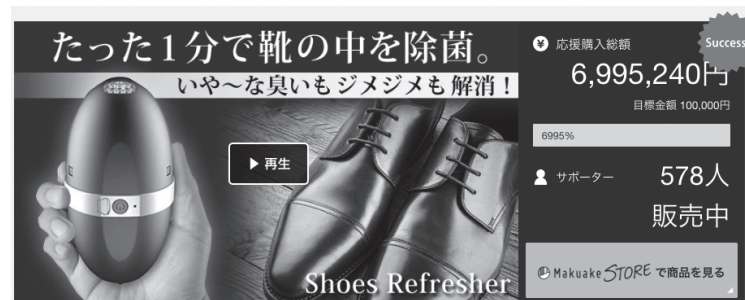 たった1分で靴の中を除菌。
いや〜な臭いもジメジメも解消！
再生
Shoes Refresher
応援購入総額
Success
6,995,240円
目標金額 100,000円
6995%
サポーター 578人
販売中
Makuake STORE で商品を見る